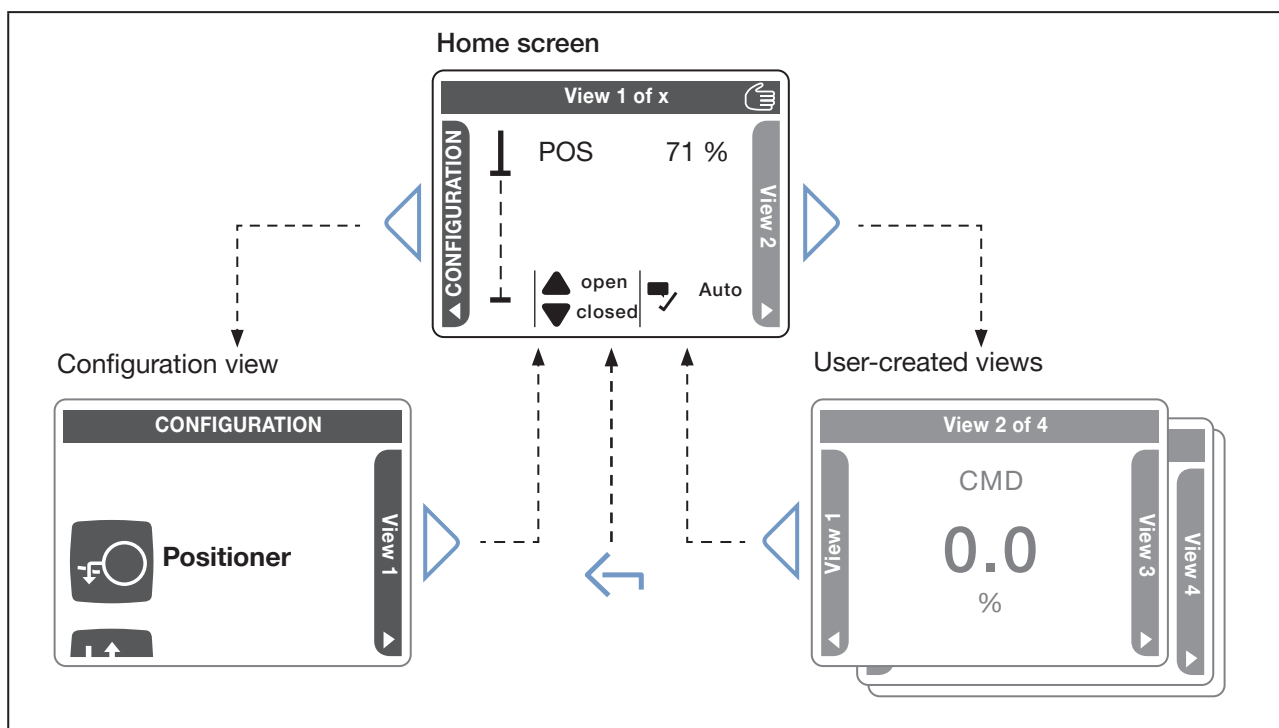 Home screen
View 1 of x
CONFIGURATION
POS 71 %
View 2
open
closed
Auto
Configuration view
User-created views
CONFIGURATION
Positioner
View 1
View 2 of 4
View 1
CMD
0.0
%
View 3
View 4